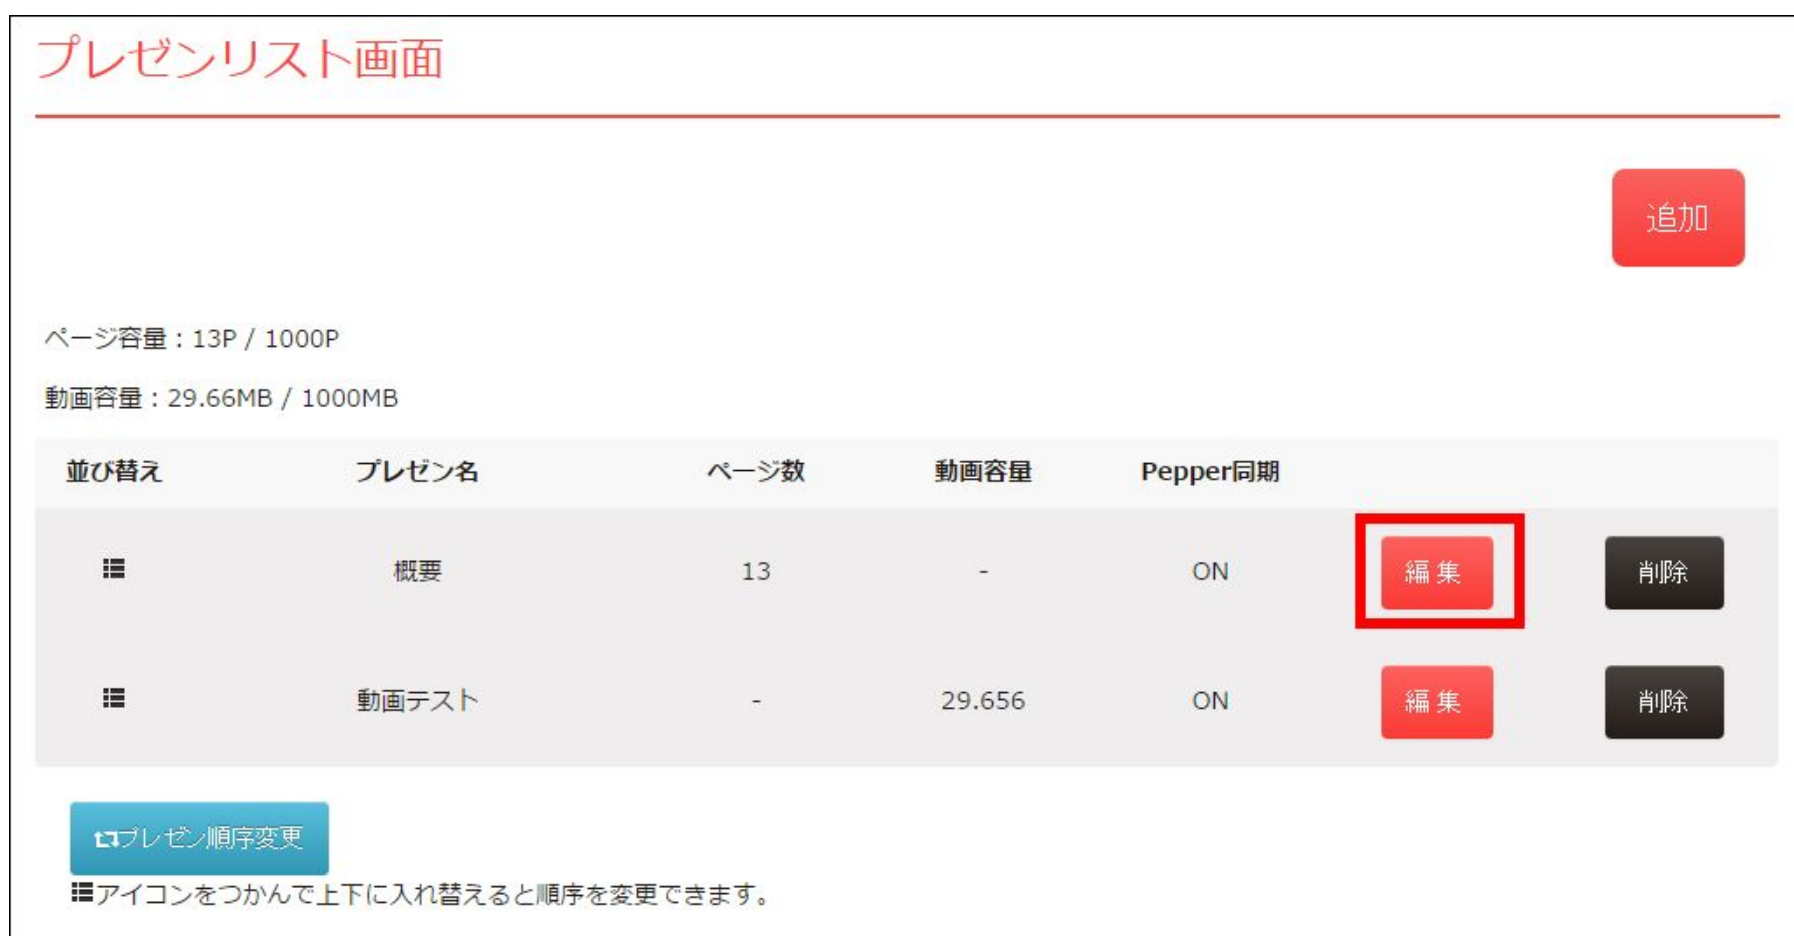 プレゼンリスト画面
追加
ページ容量：13P / 1000P
動画容量：29.66MB / 1000MB
並び替え プレゼン名 ページ数 動画容量 Pepper同期
概要 13 - ON 編集 削除
動画テスト - 29.656 ON 編集 削除
プレゼン順序変更
アイコンをつかんで上下に入れ替えると順序を変更できます。